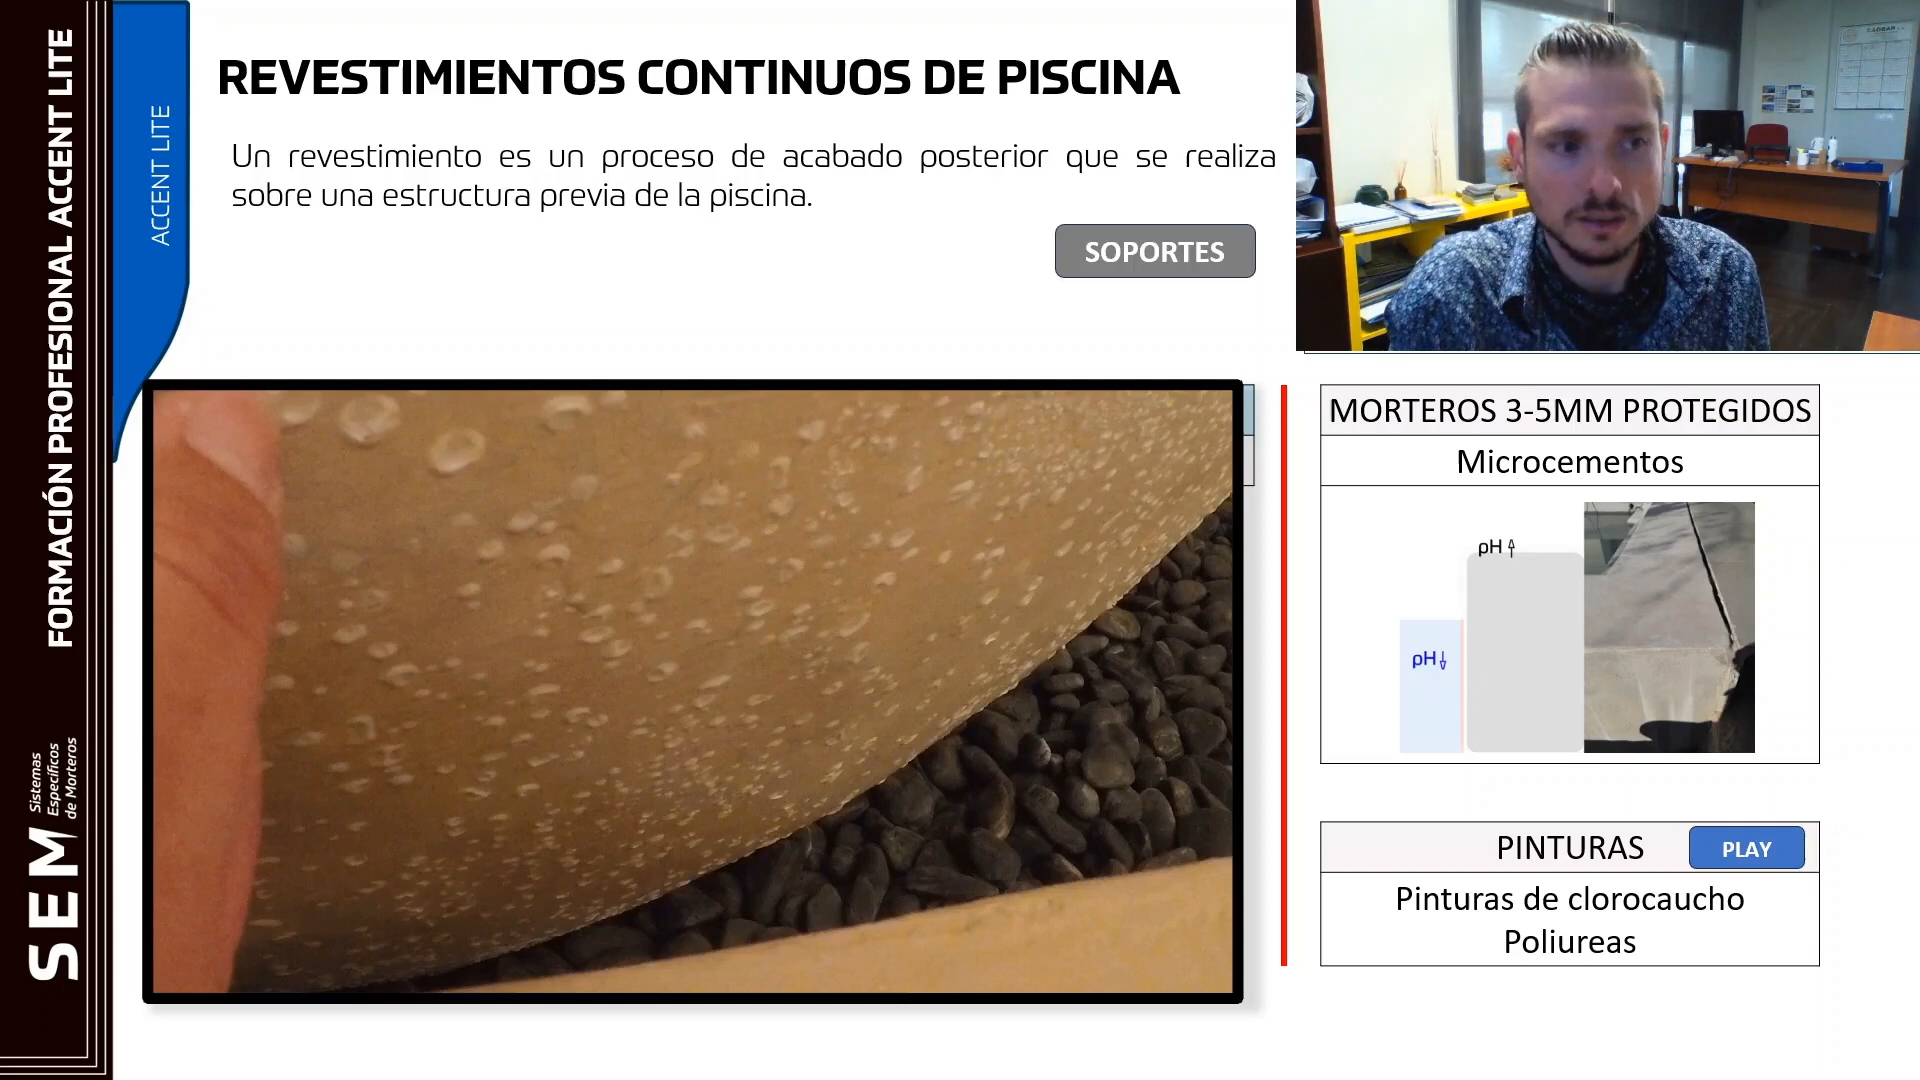 FORMACIÓN PROFESIONAL ACCENT LITE
SEM
Sistemas
Específicos
de Morteros
ACCENT LITE
REVESTIMIENTOS CONTINUOS DE PISCINA
Un revestimiento es un proceso de acabado posterior que se realiza
sobre una estructura previa de la piscina.
SOPORTES
MORTEROS 3-5MM PROTEGIDOS
Microcementos
pH
pH
PINTURAS
PLAY
Pinturas de clorocaucho
Poliureas